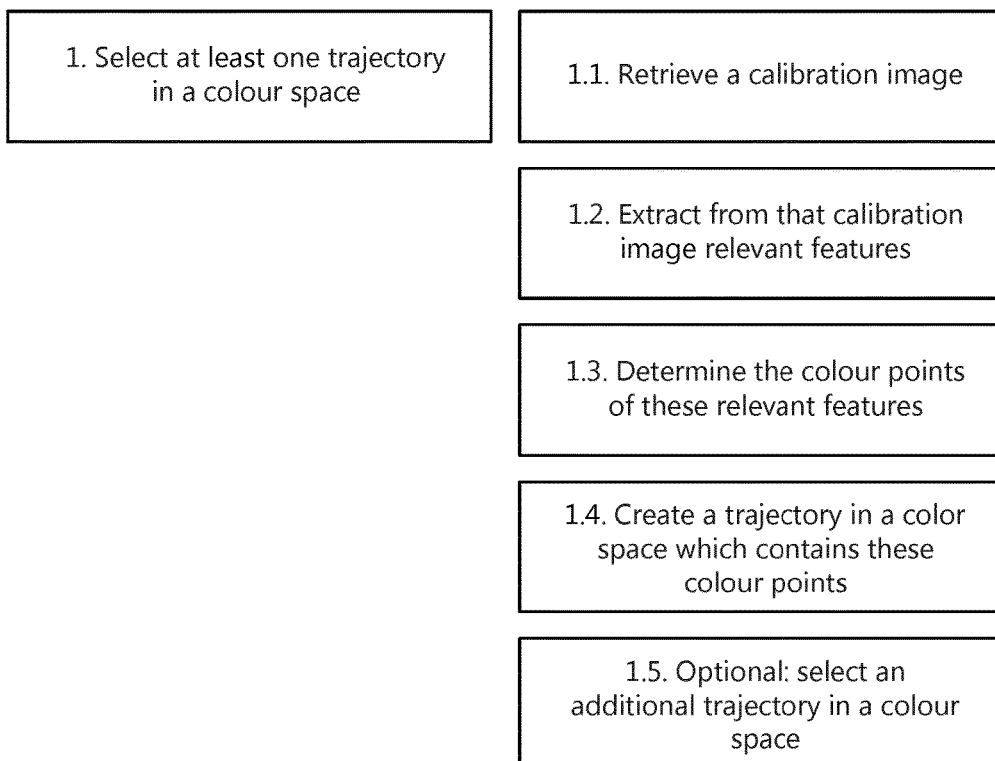 1. Select at least one trajectory
in a colour space
1.1. Retrieve a calibration image
1.2. Extract from that calibration
image relevant features
1.3. Determine the colour points
of these relevant features
1.4. Create a trajectory in a color
space which contains these
colour points
1.5. Optional: select an
additional trajectory in a colour
space